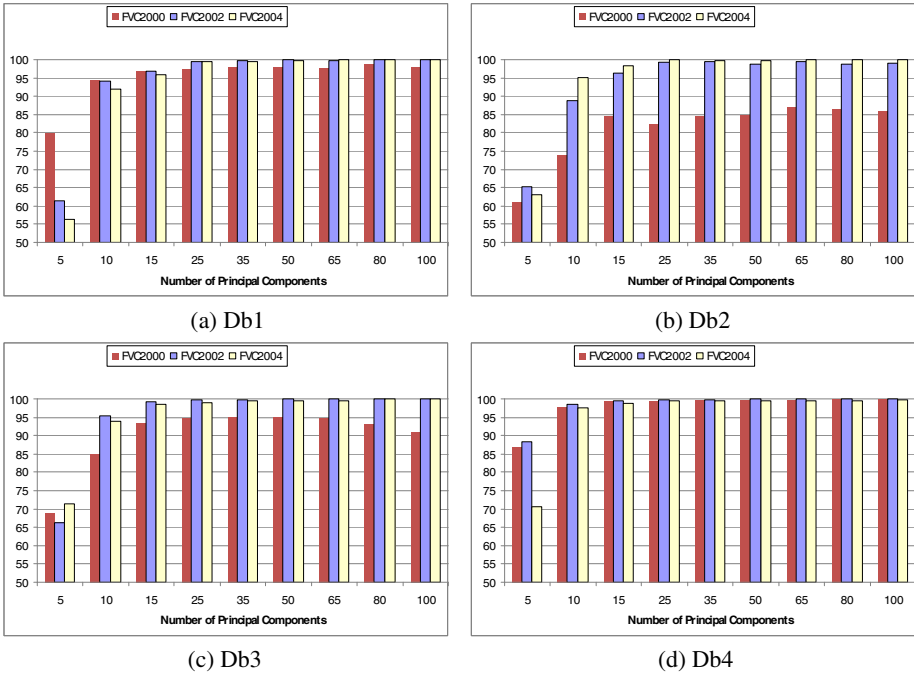 FVC2000 FVC2002 FVC2004
100
95
90
85
80
75
70
65
60
55
50
5 10 15 25 35 50 65 80 100
Number of Principal Components
(a) Db1
FVC2000 FVC2002 FVC2004
100
95
90
85
80
75
70
65
60
55
50
5 10 15 25 35 50 65 80 100
Number of Principal Components
(b) Db2
FVC2000 FVC2002 FVC2004
100
95
90
85
80
75
70
65
60
55
50
5 10 15 25 35 50 65 80 100
Number of Principal Components
(c) Db3
FVC2000 FVC2002 FVC2004
100
95
90
85
80
75
70
65
60
55
50
5 10 15 25 35 50 65 80 100
Number of Principal Components
(d) Db4